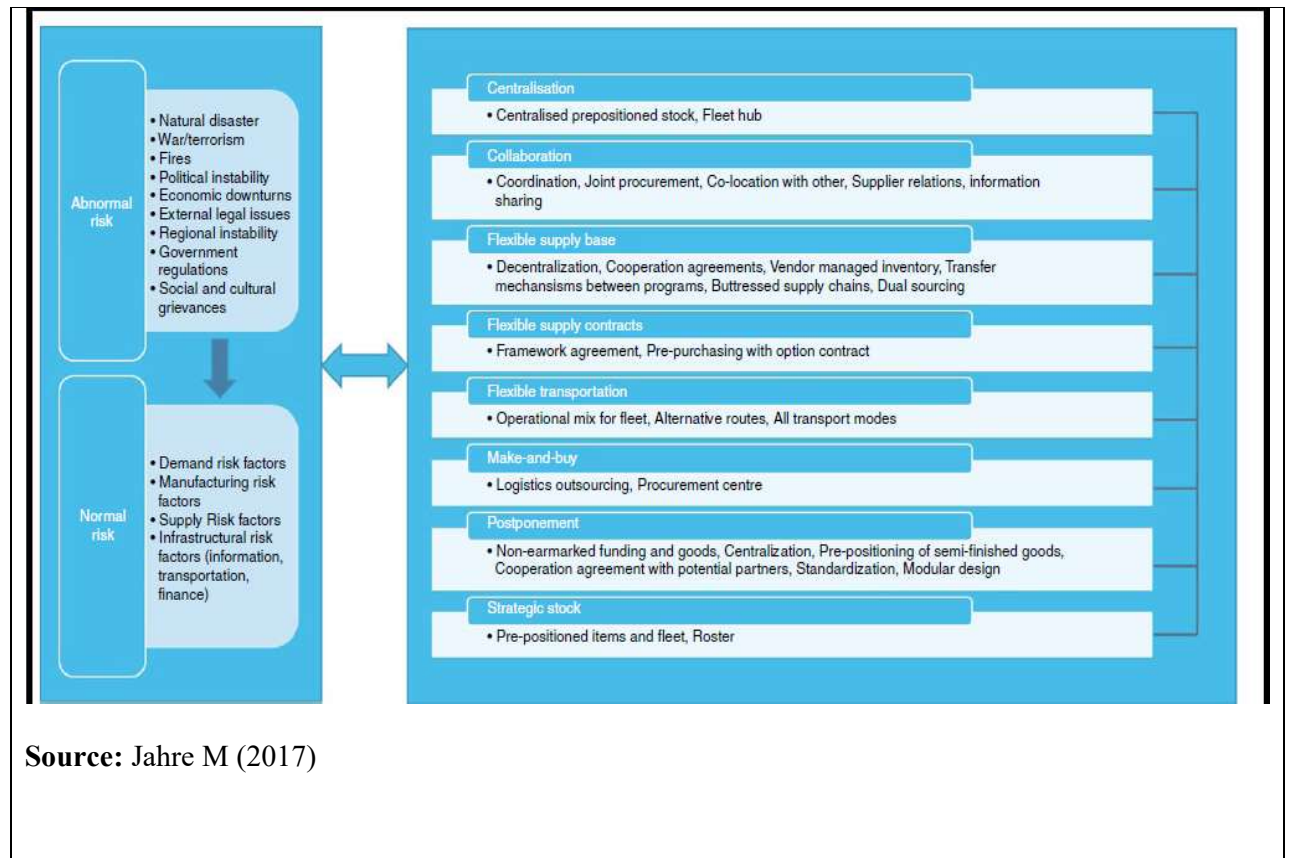 Abnormal
risk
• Natural disaster
• War/terrorism
• Fires
• Political instability
• Economic downturns
• External legal issues
• Regional instability
• Government
regulations
• Social and cultural
grievances
Normal
risk
• Demand risk factors
• Manufacturing risk
factors
• Supply Risk factors
• Infrastructural risk
factors (information,
transportation,
finance)
Centralisation
• Centralised prepositioned stock, Fleet hub
Collaboration
• Coordination, Joint procurement, Co-location with other, Supplier relations, information
sharing
Flexible supply base
• Decentralization, Cooperation agreements, Vendor managed inventory, Transfer
mechansisms between programs, Buttressed supply chains, Dual sourcing
Flexible supply contracts
• Framework agreement, Pre-purchasing with option contract
Flexible transportation
• Operational mix for fleet, Alternative routes, All transport modes
Make-and-buy
• Logistics outsourcing, Procurement centre
Postponement
• Non-earmarked funding and goods, Centralization, Pre-positioning of semi-finished goods,
Cooperation agreement with potential partners, Standardization, Modular design
Strategic stock
• Pre-positioned items and fleet, Roster
Source: Jahre M (2017)